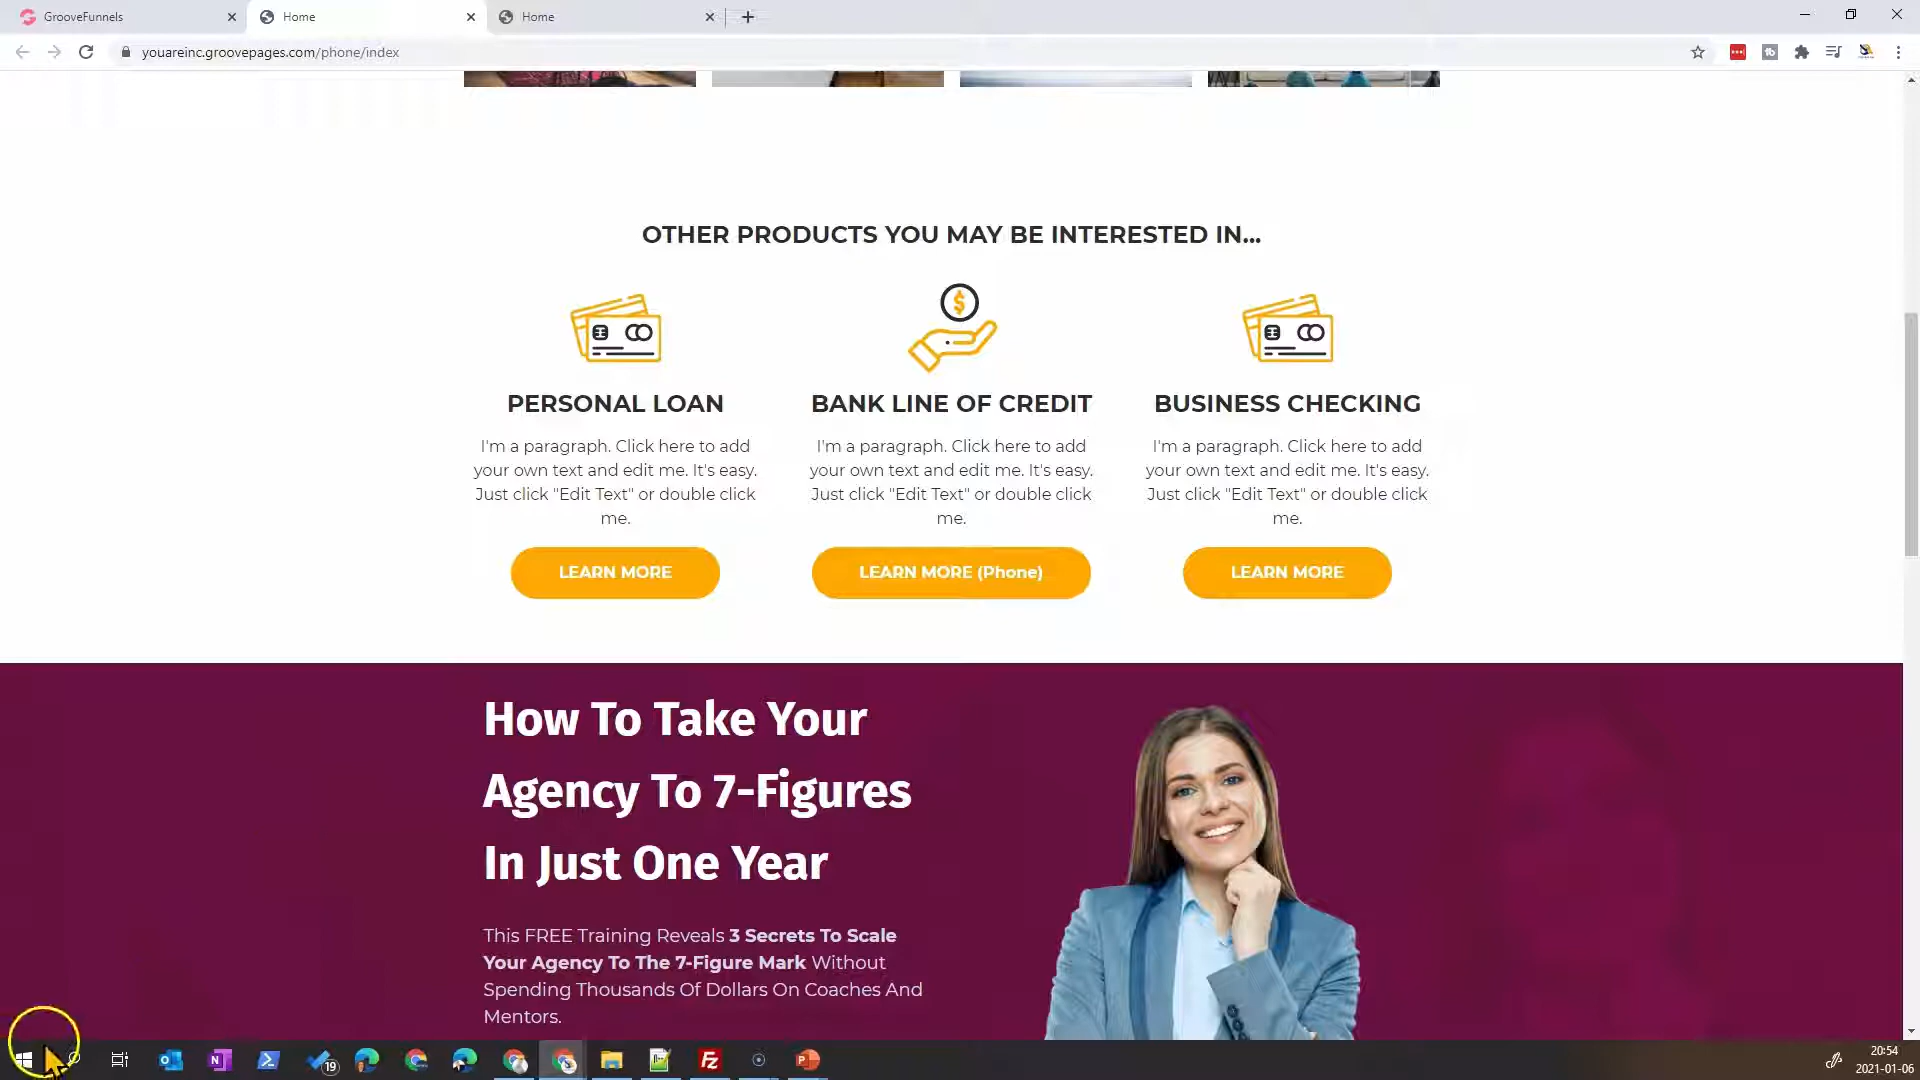 GrooveFunnels
Home
Home
youareinc.groovepages.com/phone/index
OTHER PRODUCTS YOU MAY BE INTERESTED IN...
PERSONAL LOAN
I'm a paragraph. Click here to add
your own text and edit me. It's easy.
Just click "Edit Text" or double click
me.
LEARN MORE
BANK LINE OF CREDIT
I'm a paragraph. Click here to add
your own text and edit me. It's easy.
Just click "Edit Text" or double click
me.
LEARN MORE (Phone)
BUSINESS CHECKING
I'm a paragraph. Click here to add
your own text and edit me. It's easy.
Just click "Edit Text" or double click
me.
LEARN MORE
How To Take Your
Agency To 7-Figures
In Just One Year
This FREE Training Reveals 3 Secrets To Scale
Your Agency To The 7-Figure Mark Without
Spending Thousands Of Dollars On Coaches And
Mentors.
19
20:54
2021-01-06